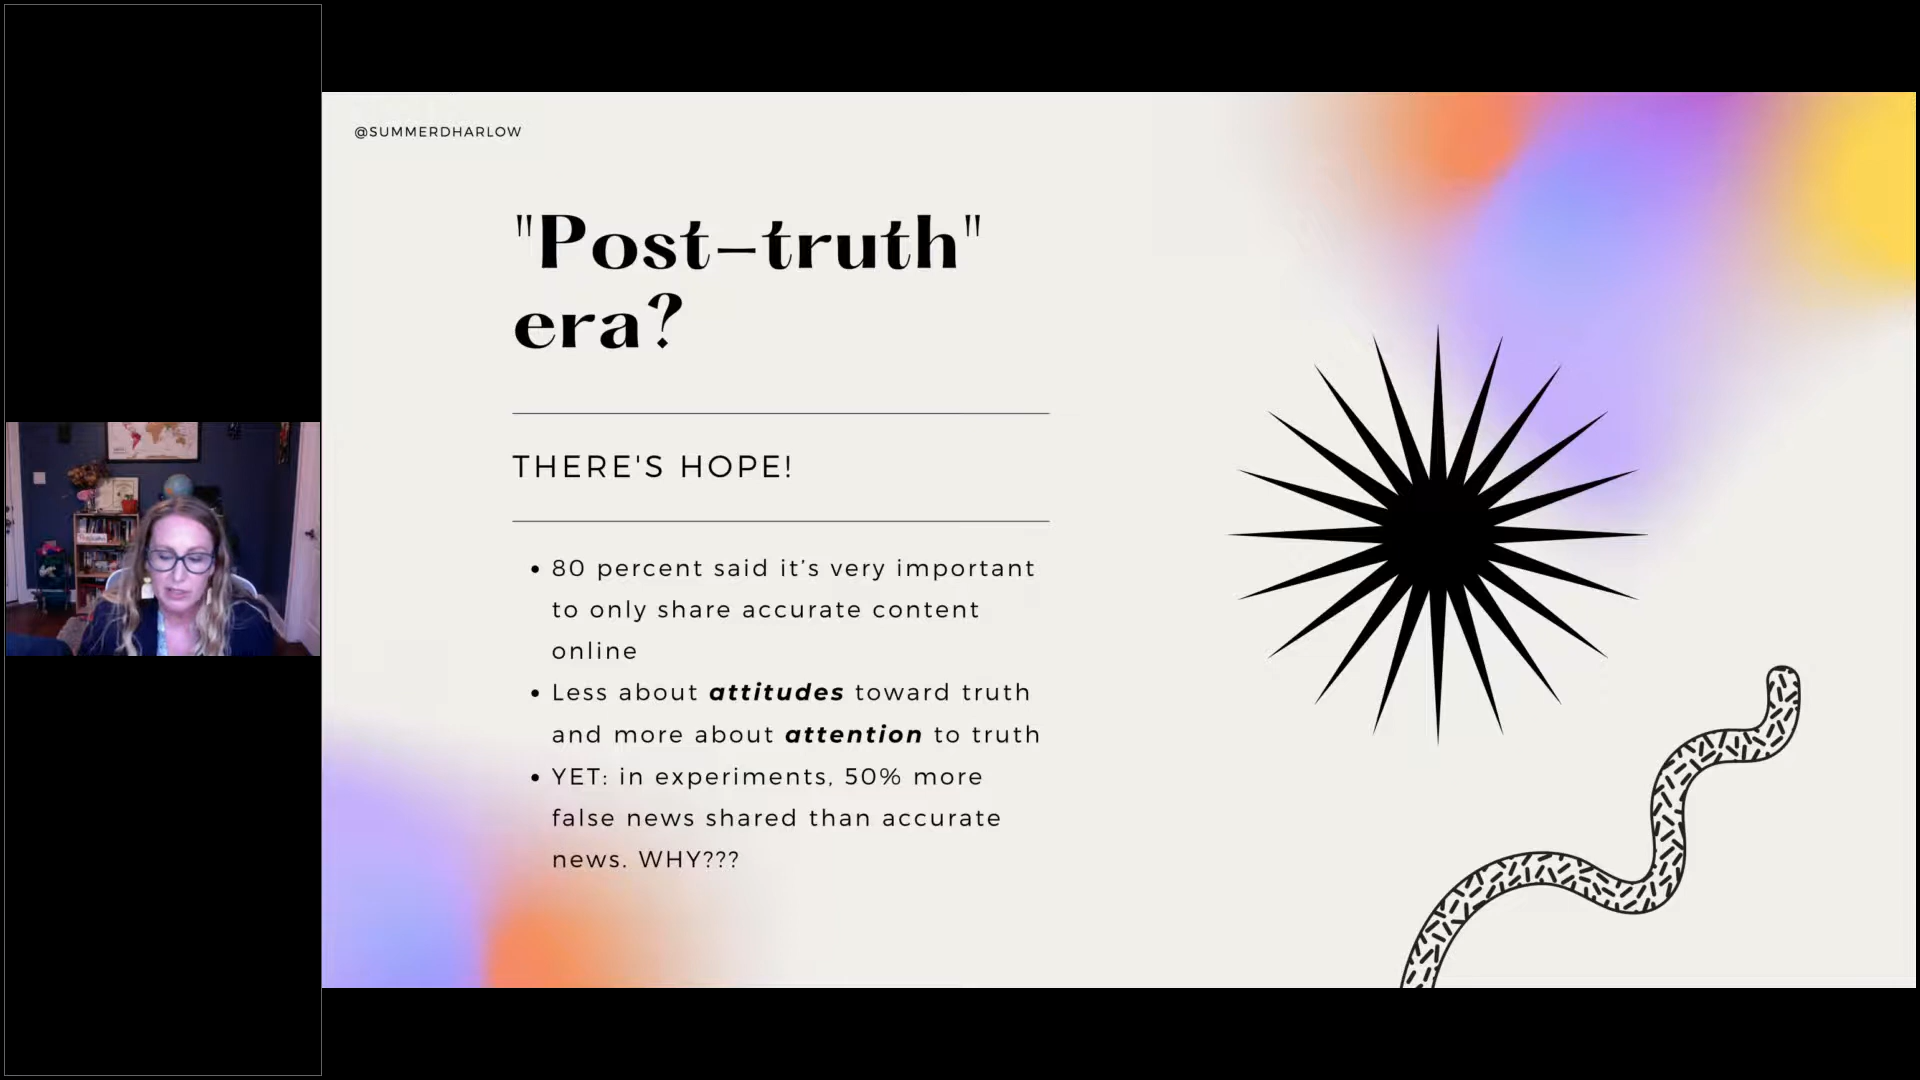 @SUMMERDHARLOW
"Post-truth"
era?
THERE'S HOPE!
• 80 percent said it’s very important
to only share accurate content
online
• Less about attitudes toward truth
and more about attention to truth
• YET: in experiments, 50% more
false news shared than accurate
news. WHY???